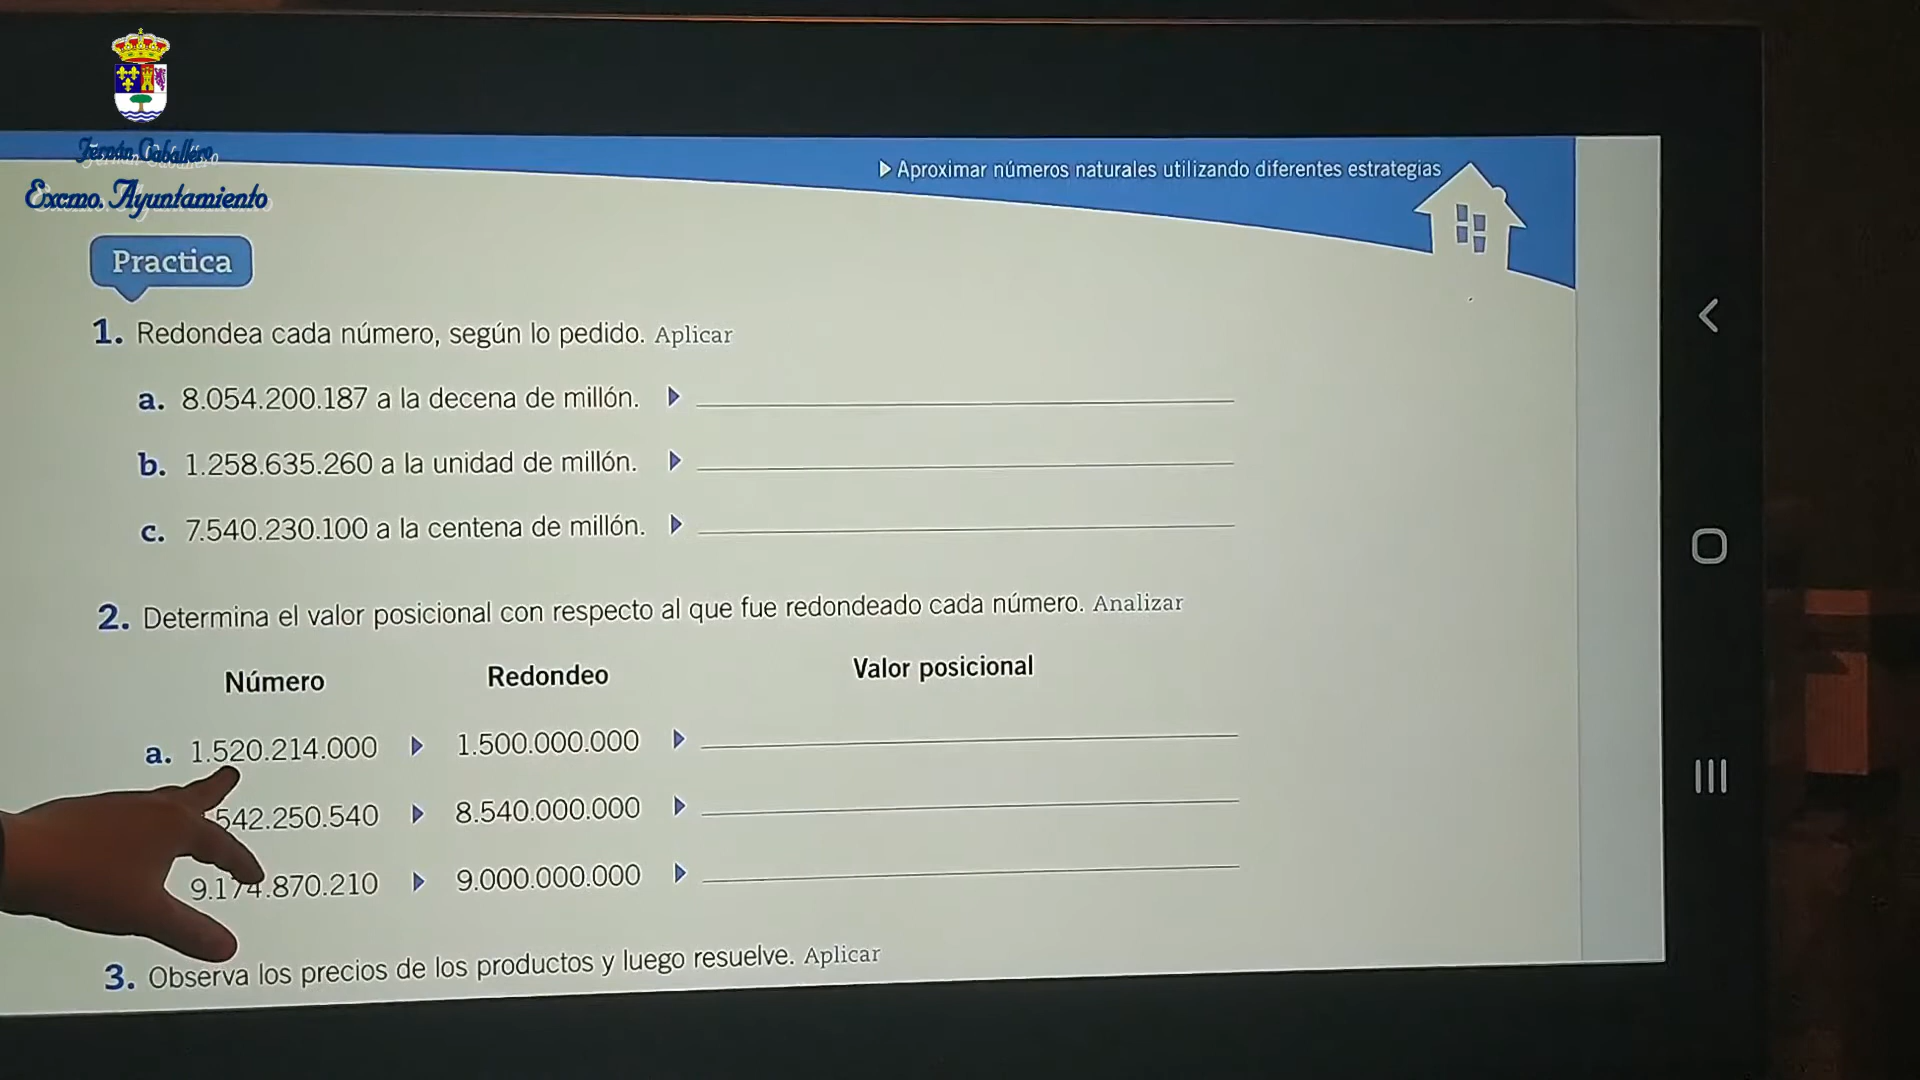 Fernán Caballero
Excmo. Ayuntamiento
▶ Aproximar números naturales utilizando diferentes estrategias
Practica
1. Redondea cada número, según lo pedido. Aplicar
a. 8.054.200.187 a la decena de millón. ▶
b. 1.258.635.260 a la unidad de millón. ▶
c. 7.540.230.100 a la centena de millón. ▶
2. Determina el valor posicional con respecto al que fue redondeado cada número. Analizar
Número Redondeo Valor posicional
a. 1.520.214.000 ▶ 1.500.000.000 ▶
542.250.540 ▶ 8.540.000.000 ▶
9.174.870.210 ▶ 9.000.000.000 ▶
3. Observa los precios de los productos y luego resuelve. Aplicar